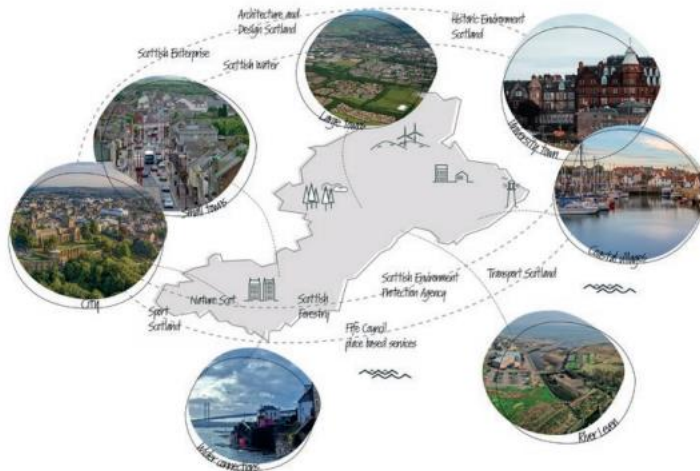 Architecture and
Design Scotland
Historic Environment
Scotland
Scottish Enterprise
Scottish Water
Large Towns
University Town
Small Towns
City
Coastal villages
Nature Scot
Sport
Scotland
Scottish
Forestry
Scottish Environment
Protection Agency
Transport Scotland
Fife Council
place based services
Wider connections
River Leven